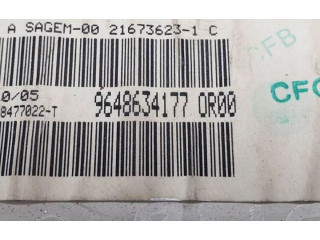 A SAGEM-00 21673623-1 C
CFB
0/05
8477022-T
9648634177 0R00
CFC